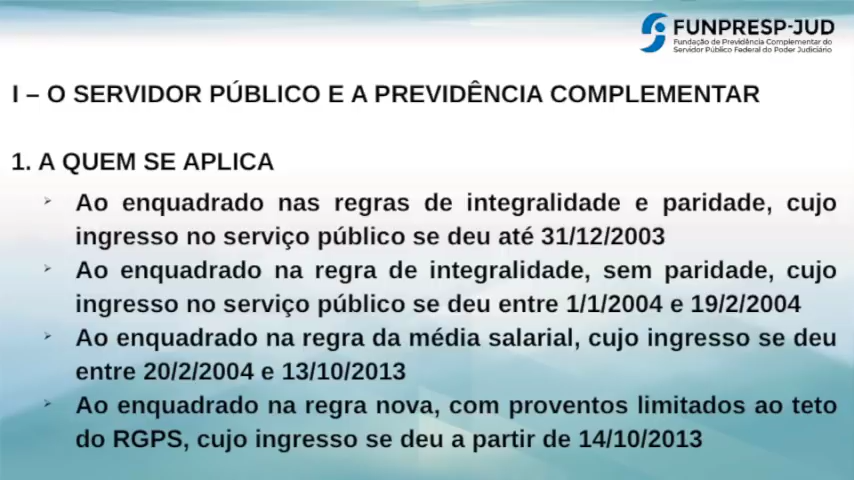 FUNPRESP-JUD
Fundação de Previdência Complementar do
Servidor Público Federal do Poder Judiciário
I – O SERVIDOR PÚBLICO E A PREVIDÊNCIA COMPLEMENTAR
1. A QUEM SE APLICA
➢ Ao enquadrado nas regras de integralidade e paridade, cujo
ingresso no serviço público se deu até 31/12/2003
➢ Ao enquadrado na regra de integralidade, sem paridade, cujo
ingresso no serviço público se deu entre 1/1/2004 e 19/2/2004
➢ Ao enquadrado na regra da média salarial, cujo ingresso se deu
entre 20/2/2004 e 13/10/2013
➢ Ao enquadrado na regra nova, com proventos limitados ao teto
do RGPS, cujo ingresso se deu a partir de 14/10/2013